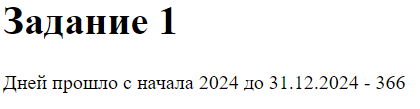 Задание 1
Дней прошло с начала 2024 до 31.12.2024 - 366